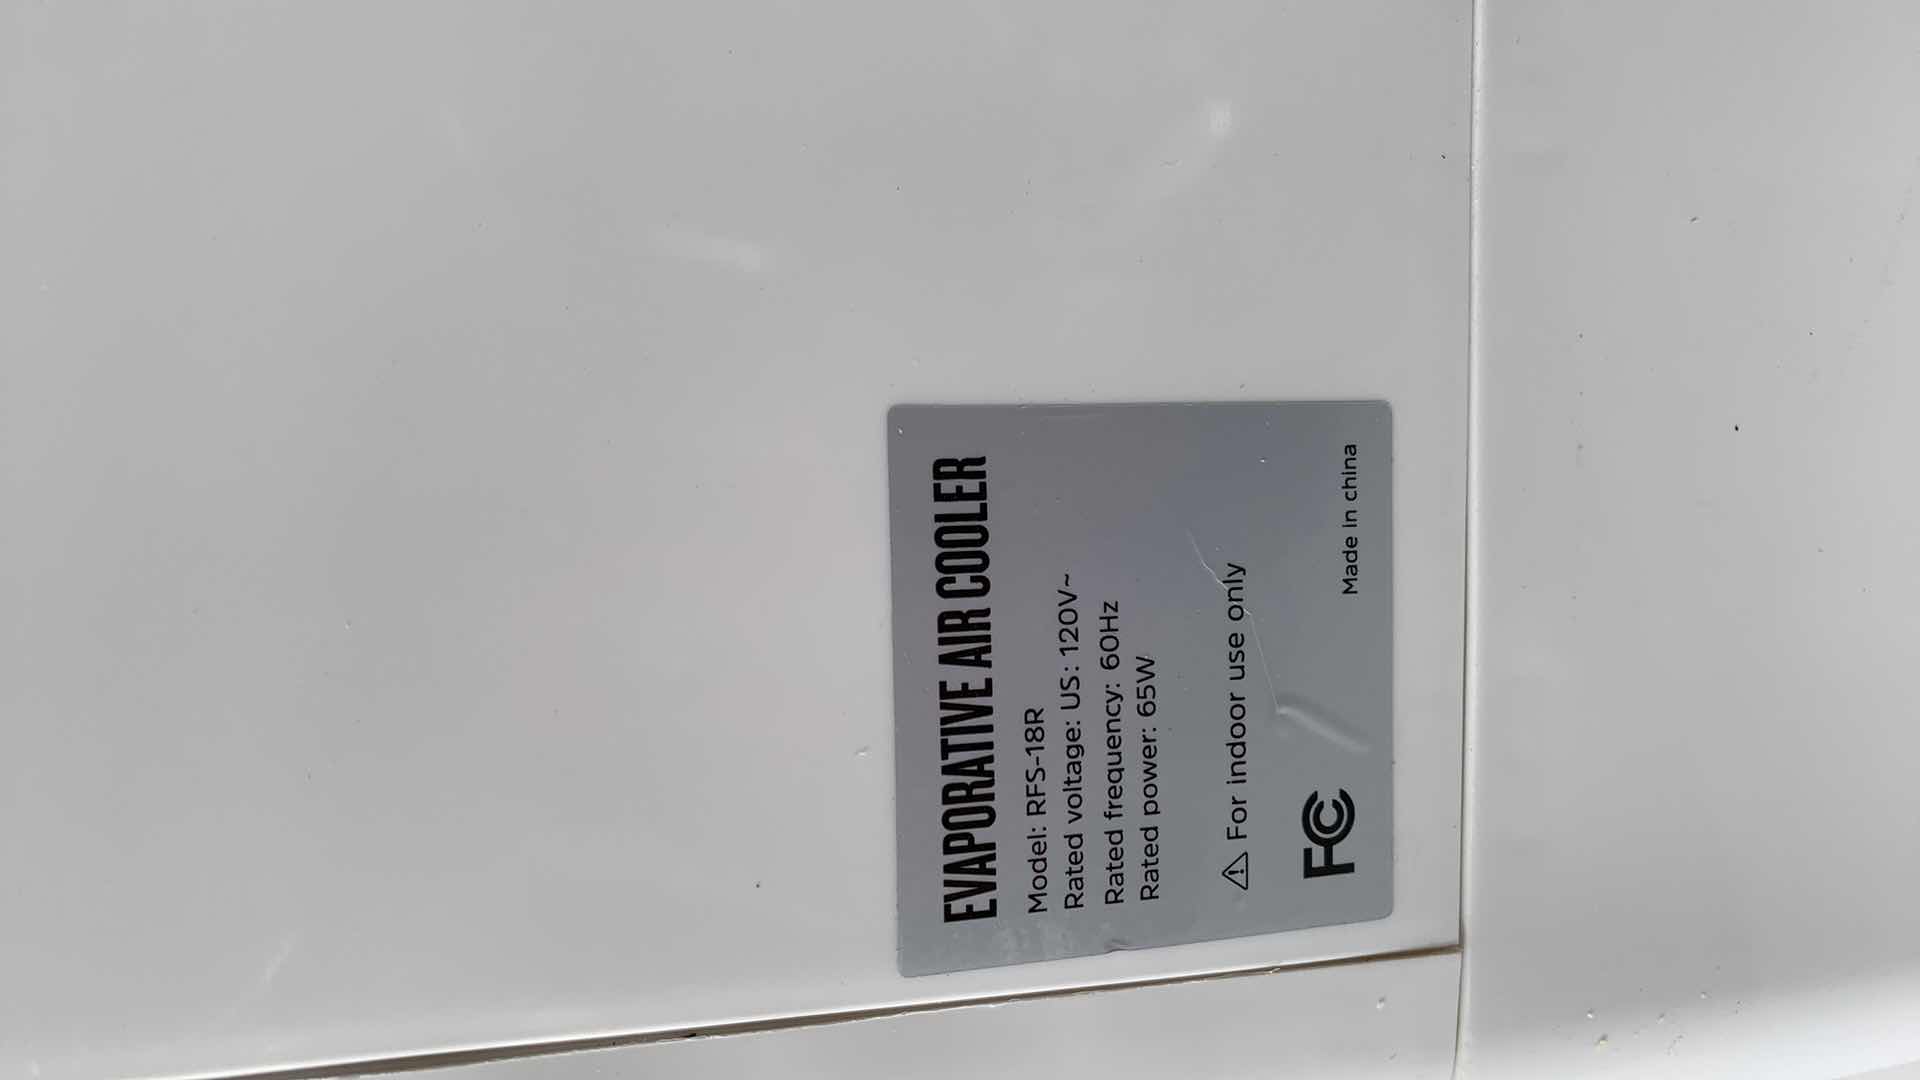 EVAPORATIVE AIR COOLER
Model: RFS-18R
Rated voltage: US: 120V~
Rated frequency: 60Hz
Rated power: 65W
For indoor use only
FC
Made in china